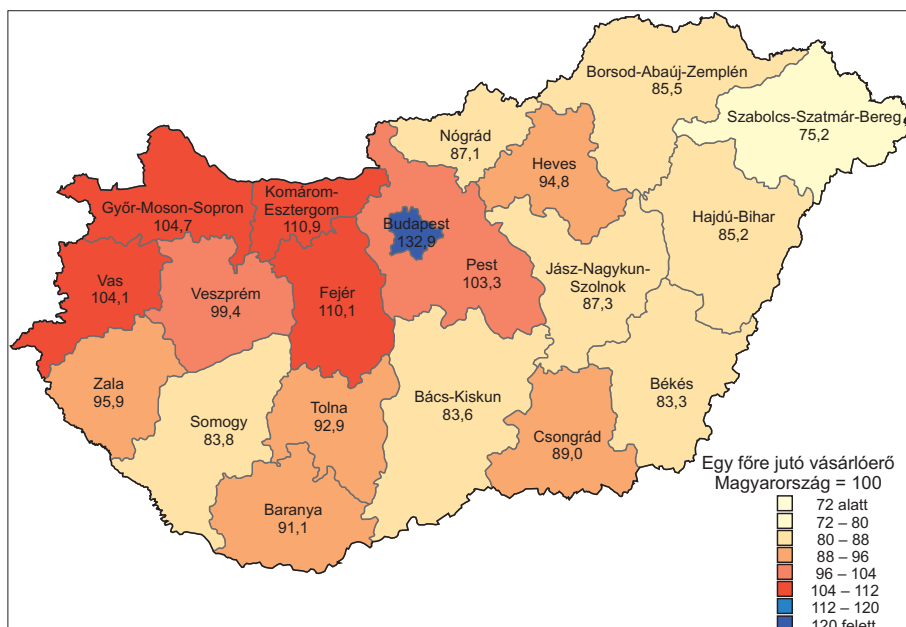 Borsod-Abaúj-Zemplén
85,5
Szabolcs-Szatmár-Bereg
75,2
Nógrád
87,1
Heves
94,8
Győr-Moson-Sopron
104,7
Komárom-
Esztergom
110,9
Budapest
132,9
Hajdú-Bihar
85,2
Vas
104,1
Veszprém
99,4
Fejér
110,1
Pest
103,3
Jász-Nagykun-
Szolnok
87,3
Zala
95,9
Somogy
83,8
Tolna
92,9
Bács-Kiskun
83,6
Békés
83,3
Csongrád
89,0
Baranya
91,1
Egy főre jutó vásárlóerő
Magyarország = 100
72 alatt
72 – 80
80 – 88
88 – 96
96 – 104
104 – 112
112 – 120
120 felett